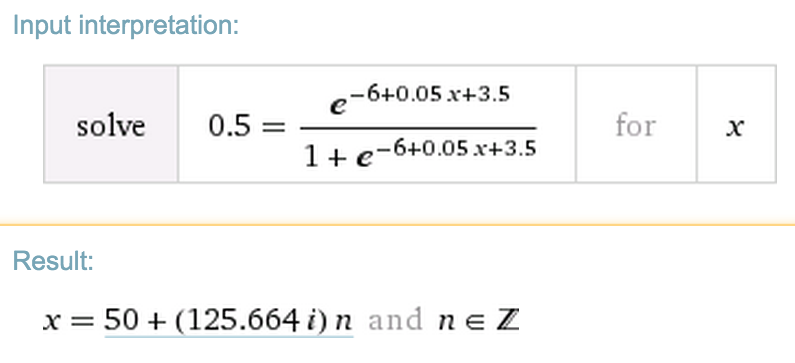 Input interpretation:
solve 0.5 = e^(-6+0.05 x+3.5) / (1 + e^(-6+0.05 x+3.5)) for x
Result:
x = 50 + (125.664 i) n and n ∈ ℤ